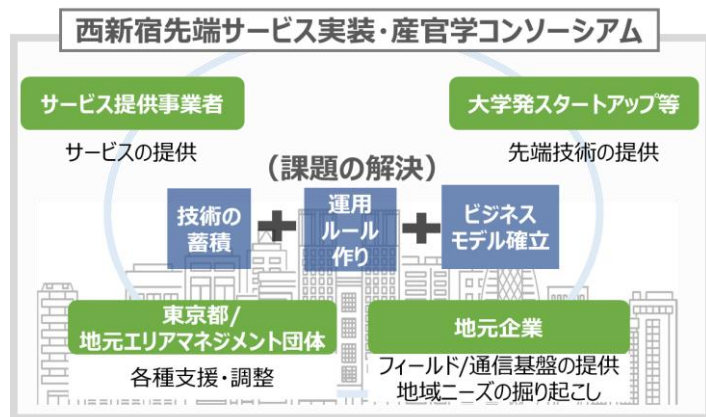 西新宿先端サービス実装・産官学コンソーシアム
サービス提供事業者
サービスの提供
大学発スタートアップ等
先端技術の提供
(課題の解決)
技術の
蓄積
+
運用
ルール
作り
+
ビジネス
モデル確立
東京都/
地元エリアマネジメント団体
各種支援・調整
地元企業
フィールド/通信基盤の提供
地域ニーズの掘り起こし